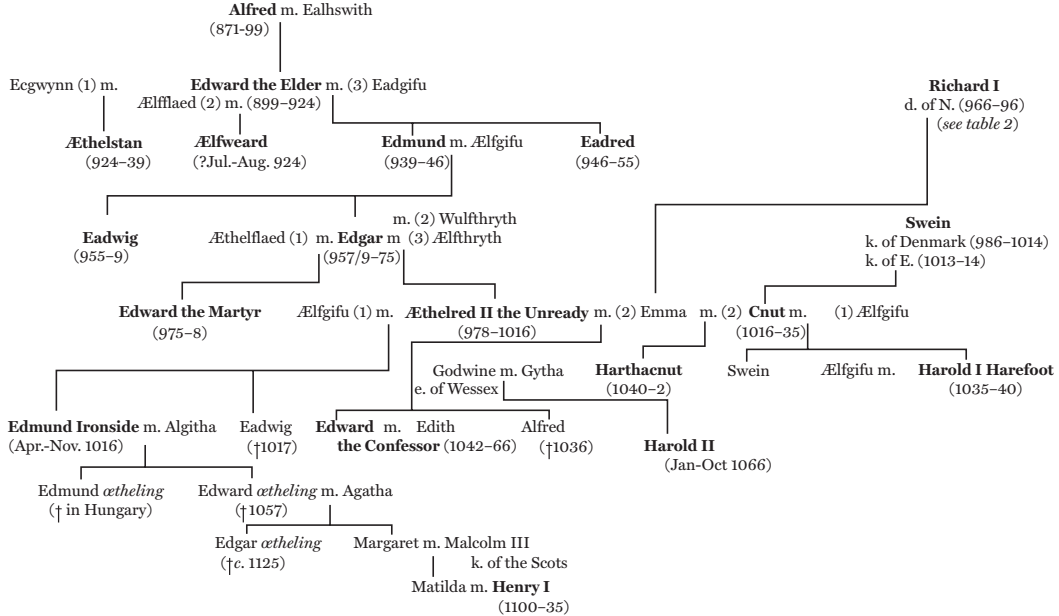 Alfred m. Ealhswith
(871-99)
Ecgwynn (1) m. Edward the Elder m. (3) Eadgifu
Ælfflaed (2) m. (899–924)
Richard I
d. of N. (966–96)
(see table 2)
Æthelstan Ælfweard Edmund m. Ælfgifu Eadred
(924–39) (?Jul.-Aug. 924) (939–46) (946–55)
m. (2) Wulfthryth
Eadwig Æthelflaed (1) m. Edgar m (3) Ælfthryth
(955–9) (957/9–75)
Swein
k. of Denmark (986–1014)
k. of E. (1013–14)
Edward the Martyr Ælfgifu (1) m. Æthelred II the Unready m. (2) Emma m. (2) Cnut m. (1) Ælfgifu
(975–8) (978–1016) (1016–35)
Godwine m. Gytha
e. of Wessex
Harthacnut Swein Ælfgifu m. Harold I Harefoot
(1040–2) (1035–40)
Edmund Ironside m. Algitha Eadwig Edward m. Edith Alfred
(Apr.-Nov. 1016) (†1017) the Confessor (1042–66) (†1036)
Harold II
(Jan-Oct 1066)
Edmund ætheling Edward ætheling m. Agatha
(† in Hungary) (†1057)
Edgar ætheling Margaret m. Malcolm III
(†c. 1125) k. of the Scots
Matilda m. Henry I
(1100–35)